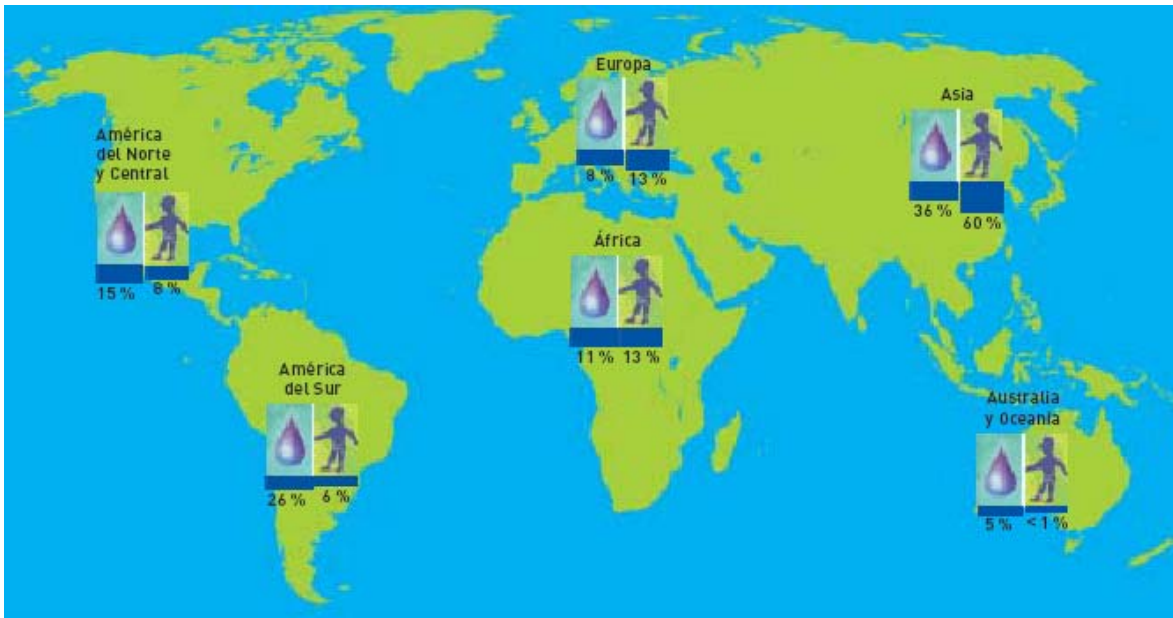 Europa
8 % 13 %
Asia
36 %
60 %
América
del Norte
y Central
15 % 8 %
África
11 % 13 %
América
del Sur
26 % 6 %
Australia
y Oceanía
5 % < 1 %